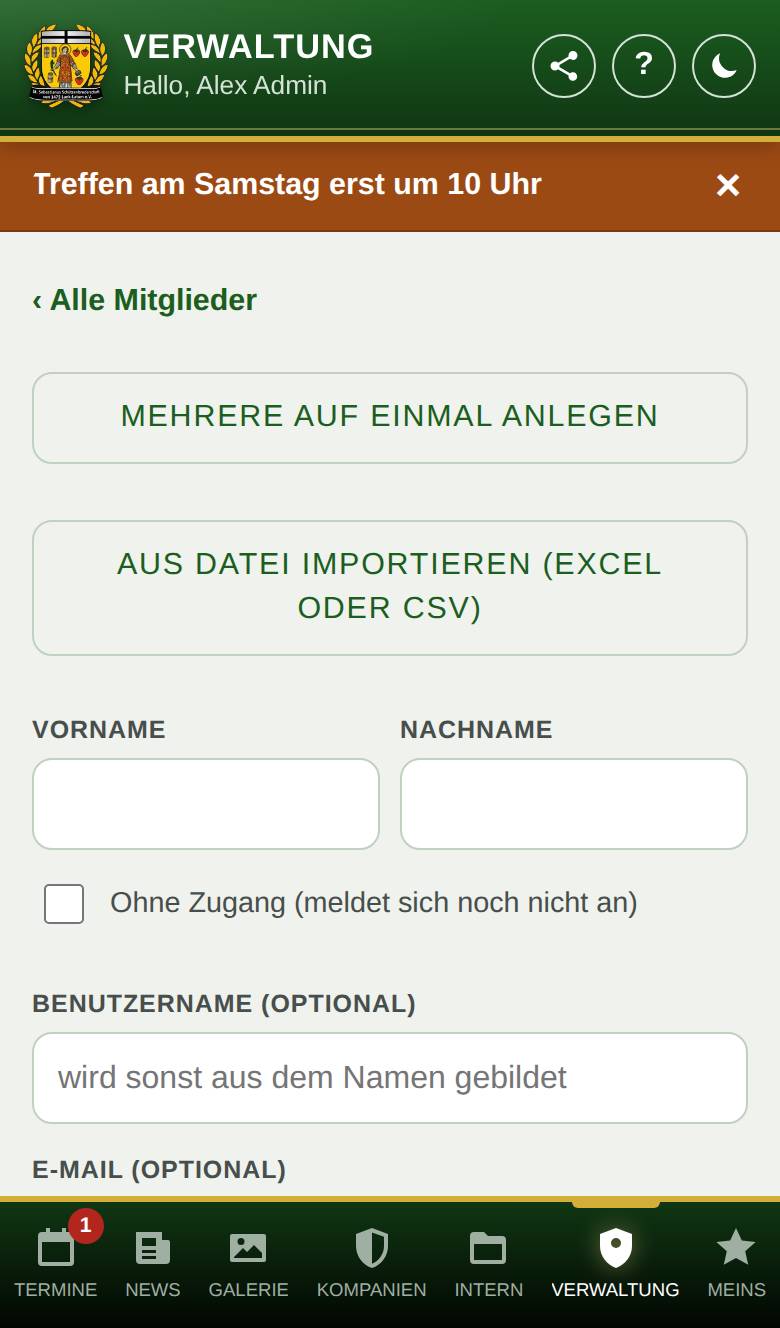 VERWALTUNG
Hallo, Alex Admin
?
Treffen am Samstag erst um 10 Uhr
×
‹ Alle Mitglieder
MEHRERE AUF EINMAL ANLEGEN
AUS DATEI IMPORTIEREN (EXCEL
ODER CSV)
VORNAME NACHNAME
Ohne Zugang (meldet sich noch nicht an)
BENUTZERNAME (OPTIONAL)
wird sonst aus dem Namen gebildet
E-MAIL (OPTIONAL)
1
TERMINE NEWS GALERIE KOMPANIEN INTERN VERWALTUNG MEINS